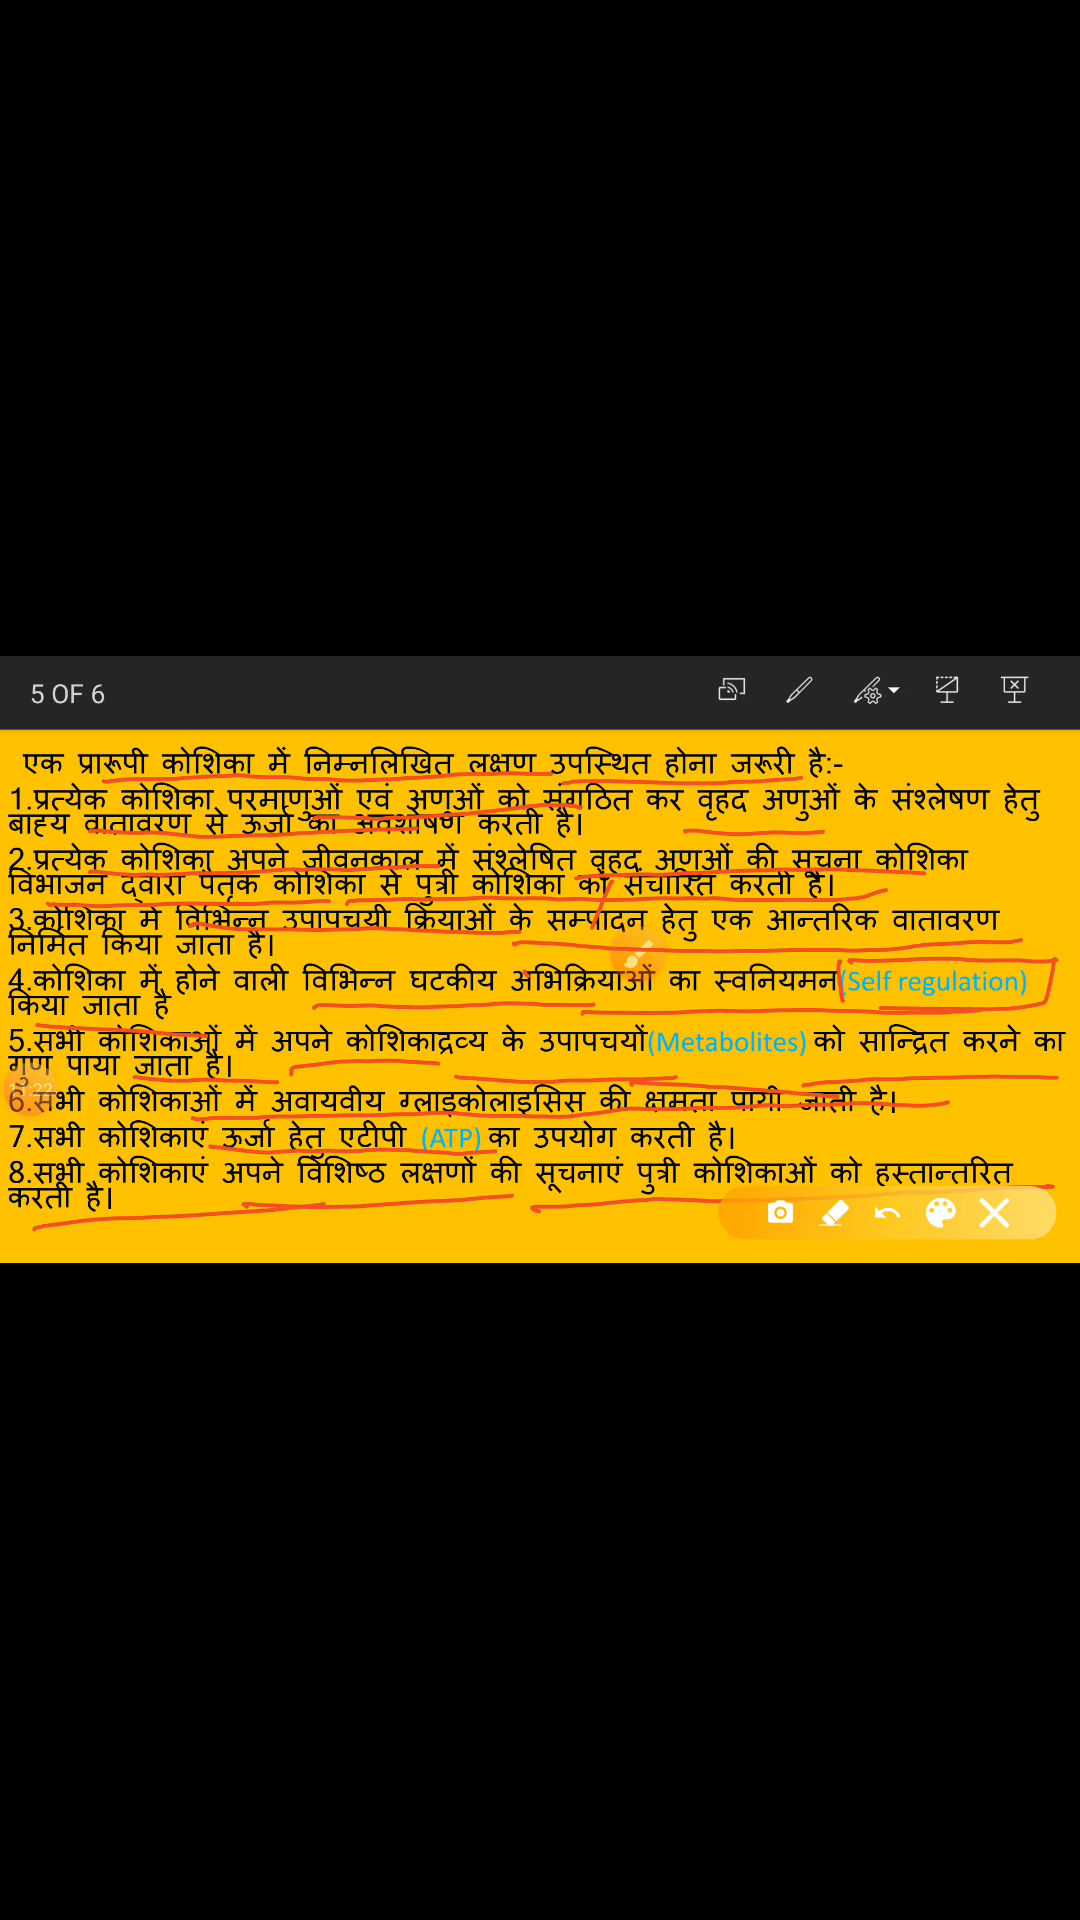 5 OF 6
एक प्रारूपी कोशिका में निम्नलिखित लक्षण उपस्थित होना जरूरी है:-
1.प्रत्येक कोशिका परमाणुओं एवं अणुओं को संगठित कर वृहद अणुओं के संश्लेषण हेतु
बाह्य वातावरण से ऊर्जा का अवशोषण करती है।
2.प्रत्येक कोशिका अपने जीवनकाल में संश्लेषित वृहद अणुओं की सूचना कोशिका
विभाजन द्वारा पैतृक कोशिका से पुत्री कोशिका को संचारित करती है।
3.कोशिका में विभिन्न उपापचयी क्रियाओं के सम्पादन हेतु एक आन्तरिक वातावरण
निर्मित किया जाता है।
4.कोशिका में होने वाली विभिन्न घटकीय अभिक्रियाओं का स्वनियमन(Self regulation)
किया जाता है
5.सभी कोशिकाओं में अपने कोशिकाद्रव्य के उपापचयों(Metabolites) को सान्द्रित करने का
गुण पाया जाता है।
6.सभी कोशिकाओं में अवायवीय ग्लाइकोलाइसिस की क्षमता पायी जाती है।
7.सभी कोशिकाएं ऊर्जा हेतु एटीपी (ATP) का उपयोग करती है।
8.सभी कोशिकाएं अपने विशिष्ठ लक्षणों की सूचनाएं पुत्री कोशिकाओं को हस्तान्तरित
करती है।